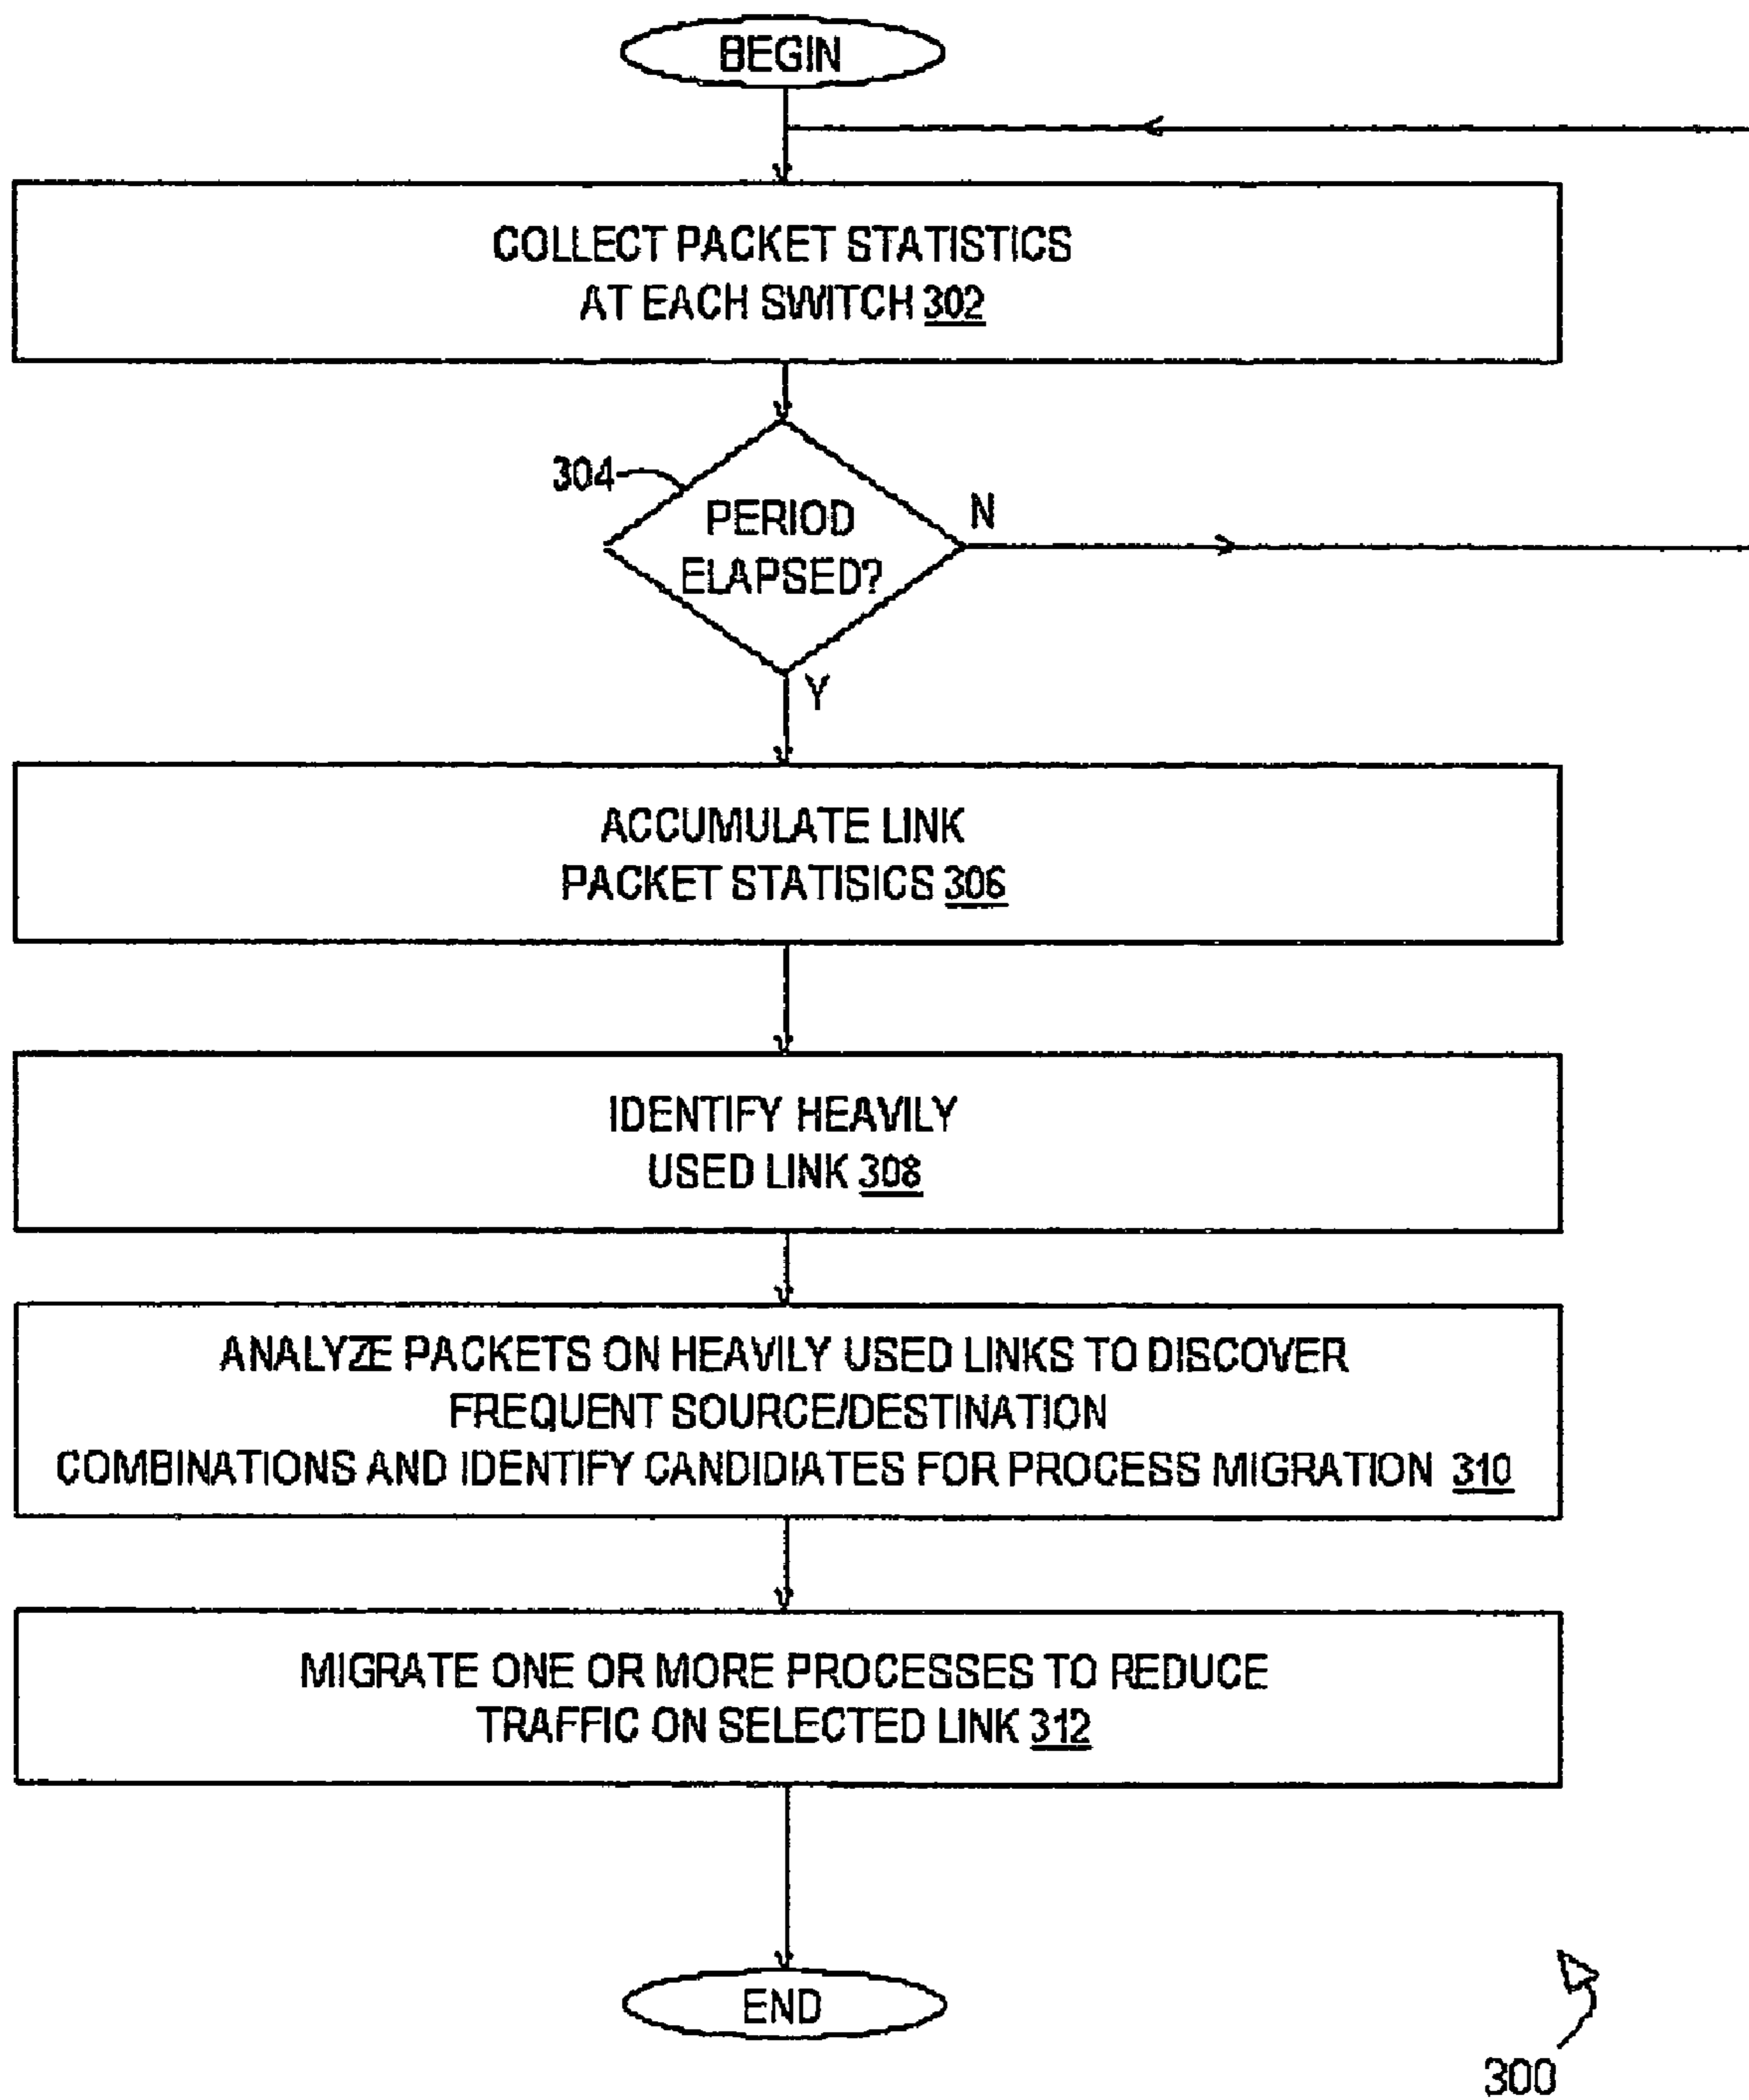 BEGIN
COLLECT PACKET STATISTICS
AT EACH SWITCH 302
304
PERIOD
ELAPSED?
N
Y
ACCUMULATE LINK
PACKET STATISICS 306
IDENTIFY HEAVILY
USED LINK 308
ANALYZE PACKETS ON HEAVILY USED LINKS TO DISCOVER
FREQUENT SOURCE/DESTINATION
COMBINATIONS AND IDENTIFY CANDIDIATES FOR PROCESS MIGRATION 310
MIGRATE ONE OR MORE PROCESSES TO REDUCE
TRAFFIC ON SELECTED LINK 312
END
300